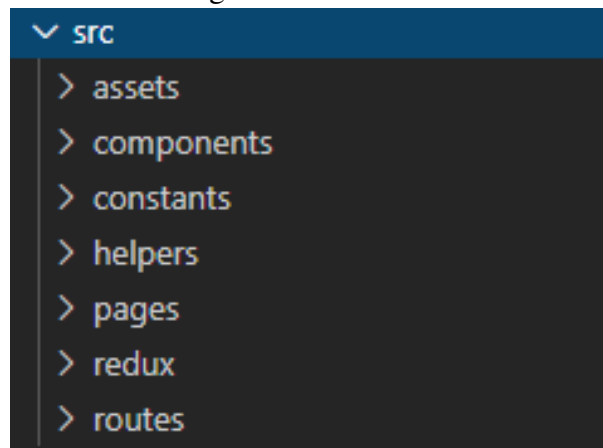 src
assets
components
constants
helpers
pages
redux
routes